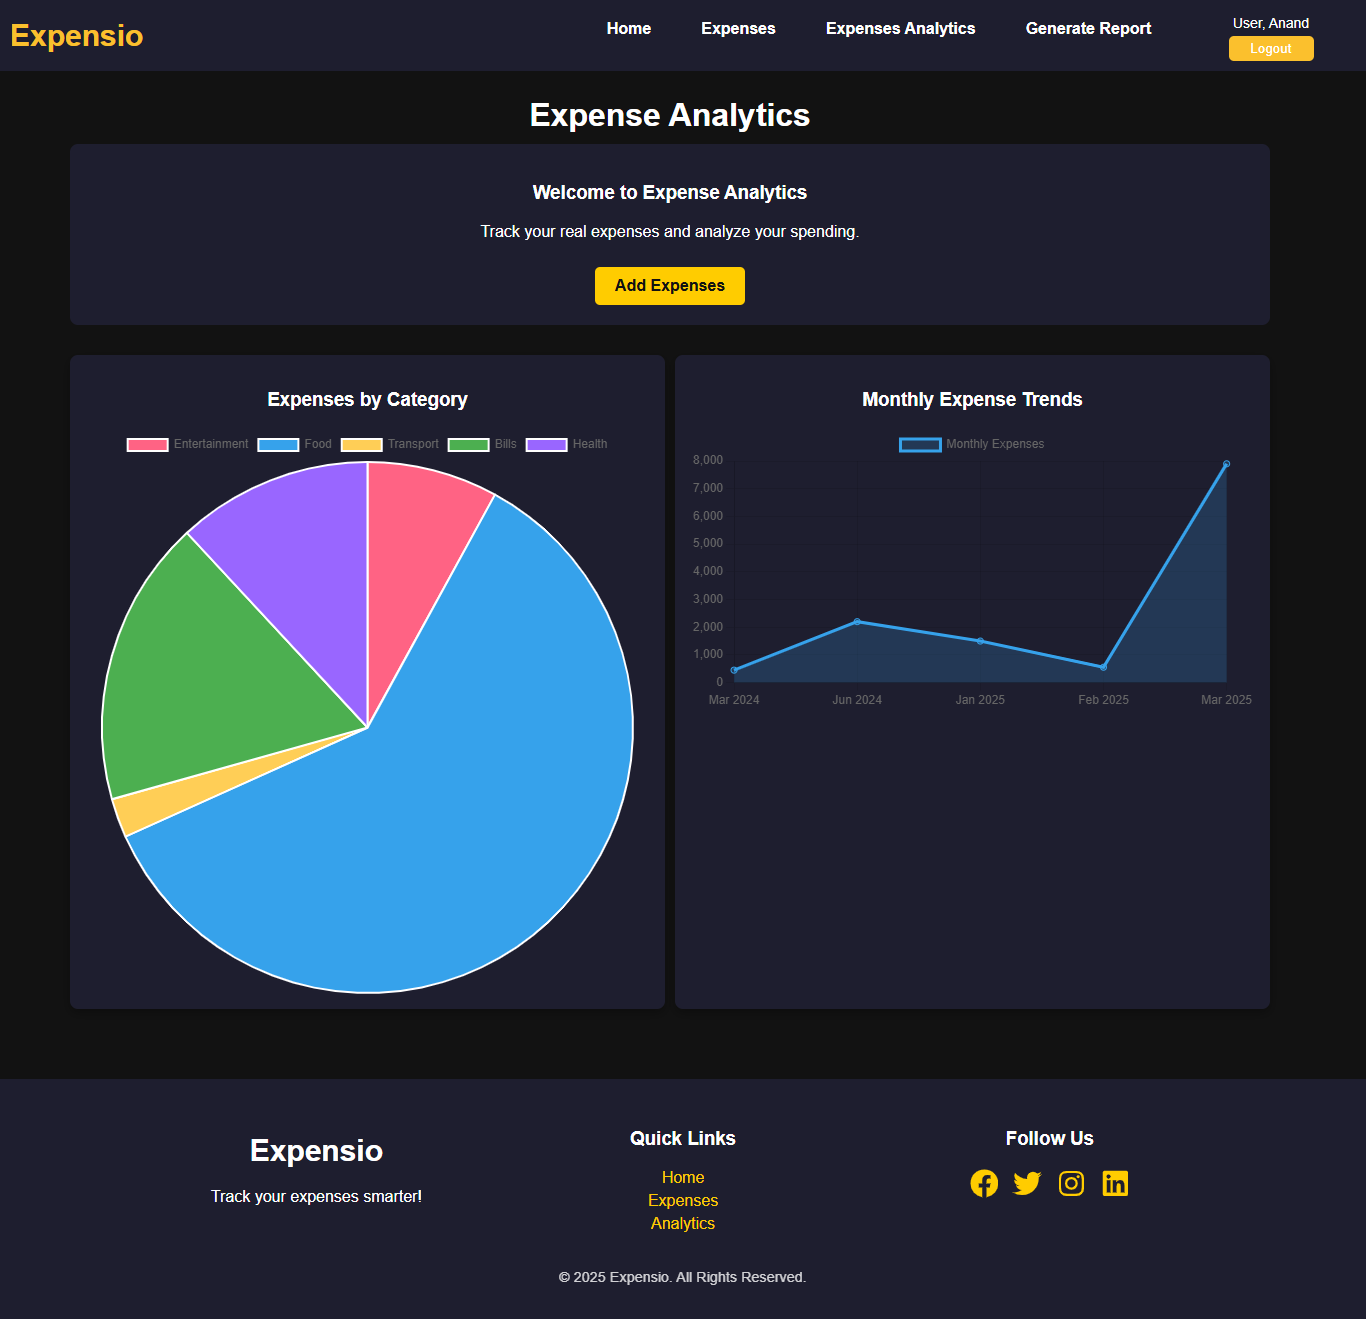 Expensio
Home Expenses Expenses Analytics Generate Report
User, Anand
Logout
Expense Analytics
Welcome to Expense Analytics
Track your real expenses and analyze your spending.
Add Expenses
Expenses by Category
Entertainment Food Transport Bills Health
Monthly Expense Trends
Monthly Expenses
8,000
7,000
6,000
5,000
4,000
3,000
2,000
1,000
0
Mar 2024 Jun 2024 Jan 2025 Feb 2025 Mar 2025
Expensio
Track your expenses smarter!
Quick Links
Home
Expenses
Analytics
Follow Us
© 2025 Expensio. All Rights Reserved.